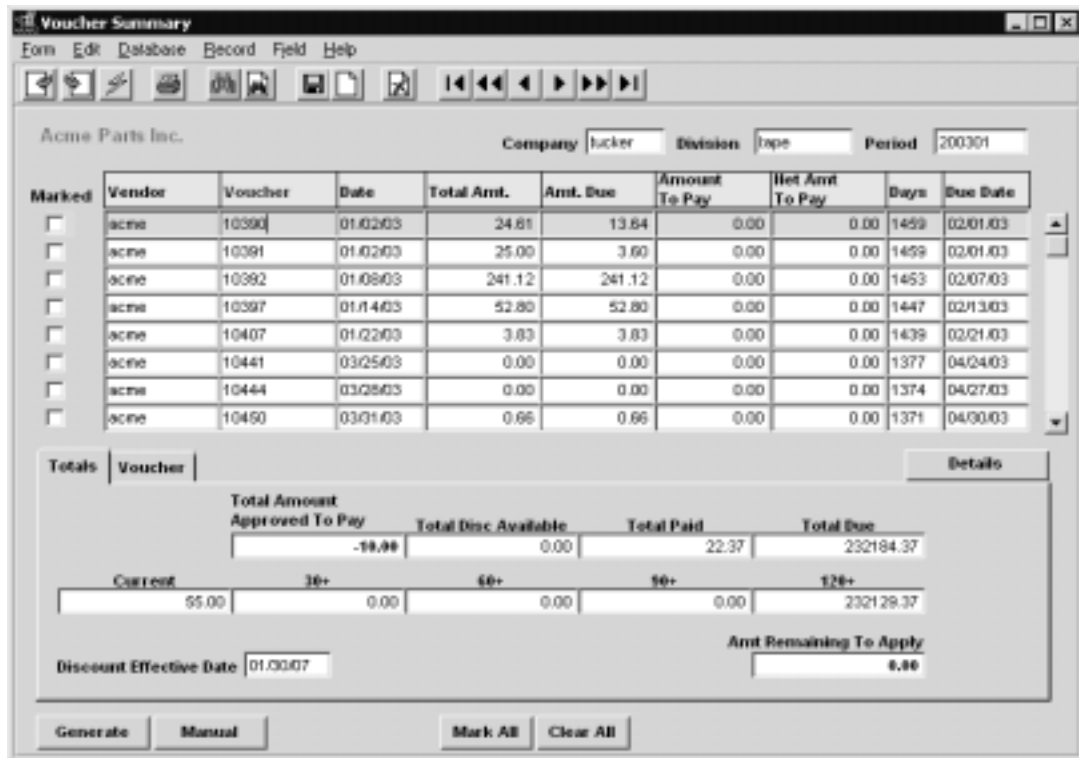 Voucher Summary
Form Edit Database Record Field Help
Acme Parts Inc.
Company tucker Division tape Period 200301
Marked Vendor Voucher Date Total Amt. Amt. Due Amount To Pay Net Amt To Pay Days Due Date
acme 10390 01/02/03 24.61 13.64 0.00 0.00 1459 02/01/03
acme 10391 01/02/03 25.00 3.60 0.00 0.00 1459 02/01/03
acme 10392 01/08/03 241.12 241.12 0.00 0.00 1453 02/07/03
acme 10397 01/14/03 52.80 52.80 0.00 0.00 1447 02/13/03
acme 10407 01/22/03 3.83 3.83 0.00 0.00 1439 02/21/03
acme 10441 03/25/03 0.00 0.00 0.00 0.00 1377 04/24/03
acme 10444 03/28/03 0.00 0.00 0.00 0.00 1374 04/27/03
acme 10450 03/31/03 0.66 0.66 0.00 0.00 1371 04/30/03
Totals Voucher Details
Total Amount
Approved To Pay Total Disc Available Total Paid Total Due
-10.00 0.00 22.37 232184.37
Current 30+ 60+ 90+ 120+
55.00 0.00 0.00 0.00 232129.37
Amt Remaining To Apply
Discount Effective Date 01/30/07 0.00
Generate Manual Mark All Clear All